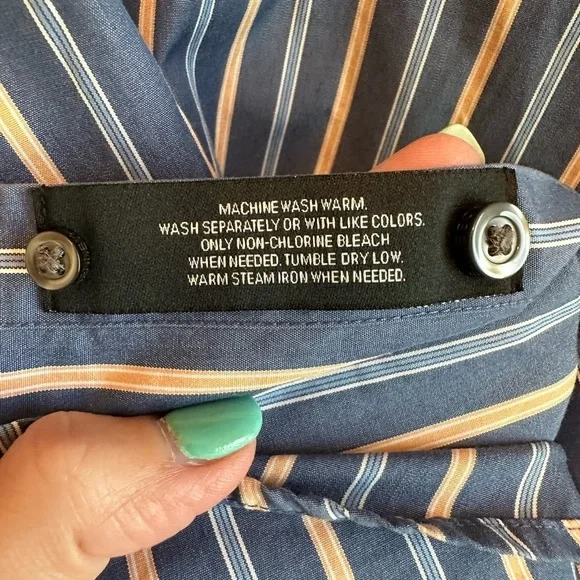 MACHINE WASH WARM.
WASH SEPARATELY OR WITH LIKE COLORS.
ONLY NON-CHLORINE BLEACH
WHEN NEEDED. TUMBLE DRY LOW.
WARM STEAM IRON WHEN NEEDED.